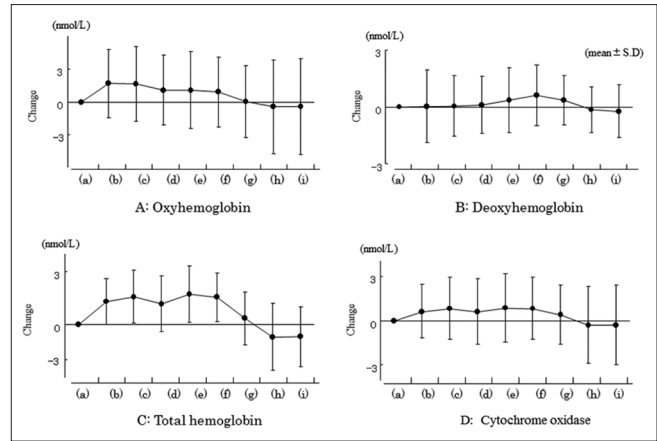 (nmol/L)
3
0
−3
Change
(a) (b) (c) (d) (e) (f) (g) (h) (i)
A: Oxyhemoglobin
(nmol/L)
(mean ± S.D)
3
0
−3
Change
(a) (b) (c) (d) (e) (f) (g) (h) (i)
B: Deoxyhemoglobin
(nmol/L)
3
0
−3
Change
(a) (b) (c) (d) (e) (f) (g) (h) (i)
C: Total hemoglobin
(nmol/L)
3
0
−3
Change
(a) (b) (c) (d) (e) (f) (g) (h) (i)
D: Cytochrome oxidase